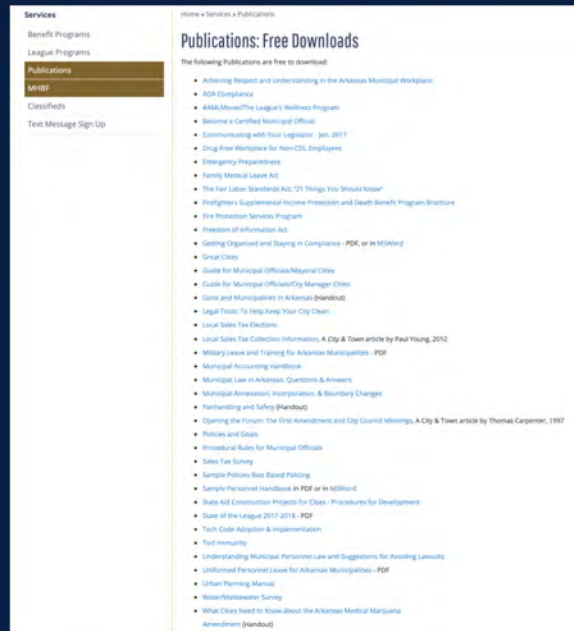 Services
Benefit Programs
League Programs
Publications
MHBF
Classifieds
Text Message Sign Up
Home » Services » Publications
Publications: Free Downloads
The following Publications are free to download:
Achieving Respect and Understanding in the Arkansas Municipal Workplace
ADA Compliance
#AMLMoves/The League's Wellness Program
Become a Certified Municipal Official
Communicating with Your Legislator - Jan. 2017
Drug-Free Workplace for Non-CDL Employees
Emergency Preparedness
Family Medical Leave Act
The Fair Labor Standards Act, "21 Things You Should Know"
Firefighters Supplemental Income Protection and Death Benefit Program Brochure
Fire Protection Services Program
Freedom of Information Act
Getting Organized and Staying in Compliance - PDF, or in MSWord
Great Cities
Guide for Municipal Officials/Mayoral Cities
Guide for Municipal Officials/City Manager Cities
Guns and Municipalities in Arkansas (Handout)
Legal Tools: To Help Keep Your City Clean
Local Sales Tax Elections
Local Sales Tax Collection Information, A City & Town article by Paul Young, 2012
Military Leave and Training for Arkansas Municipalities - PDF
Municipal Accounting HandBook
Municipal Law in Arkansas: Questions & Answers
Municipal Annexation, Incorporation, & Boundary Changes
Panhandling and Safety (Handout)
Opening the Forum: The First Amendment and City Council Meetings, A City & Town article by Thomas Carpenter, 1997
Policies and Goals
Procedural Rules for Municipal Officials
Sales Tax Survey
Sample Policies Bias Based Policing
Sample Personnel Handbook in PDF or in MSWord
State Aid Construction Projects for Cities - Procedures for Development
State of the League 2017-2018 - PDF
Tech Code Adoption & Implementation
Tort Immunity
Understanding Municipal Personnel Law and Suggestions for Avoiding Lawsuits
Uniformed Personnel Leave for Arkansas Municipalities - PDF
Urban Planning Manual
Water/Wastewater Survey
What Cities Need to Know about the Arkansas Medical Marijuana
Amendment (Handout)